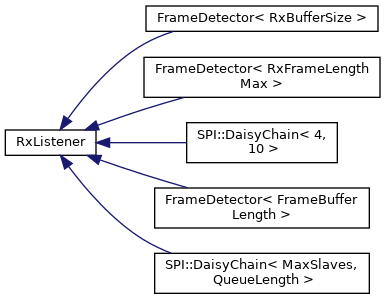 FrameDetector< RxBufferSize >
FrameDetector< RxFrameLength
Max >
RxListener
SPI::DaisyChain< 4,
10 >
FrameDetector< FrameBuffer
Length >
SPI::DaisyChain< MaxSlaves,
QueueLength >